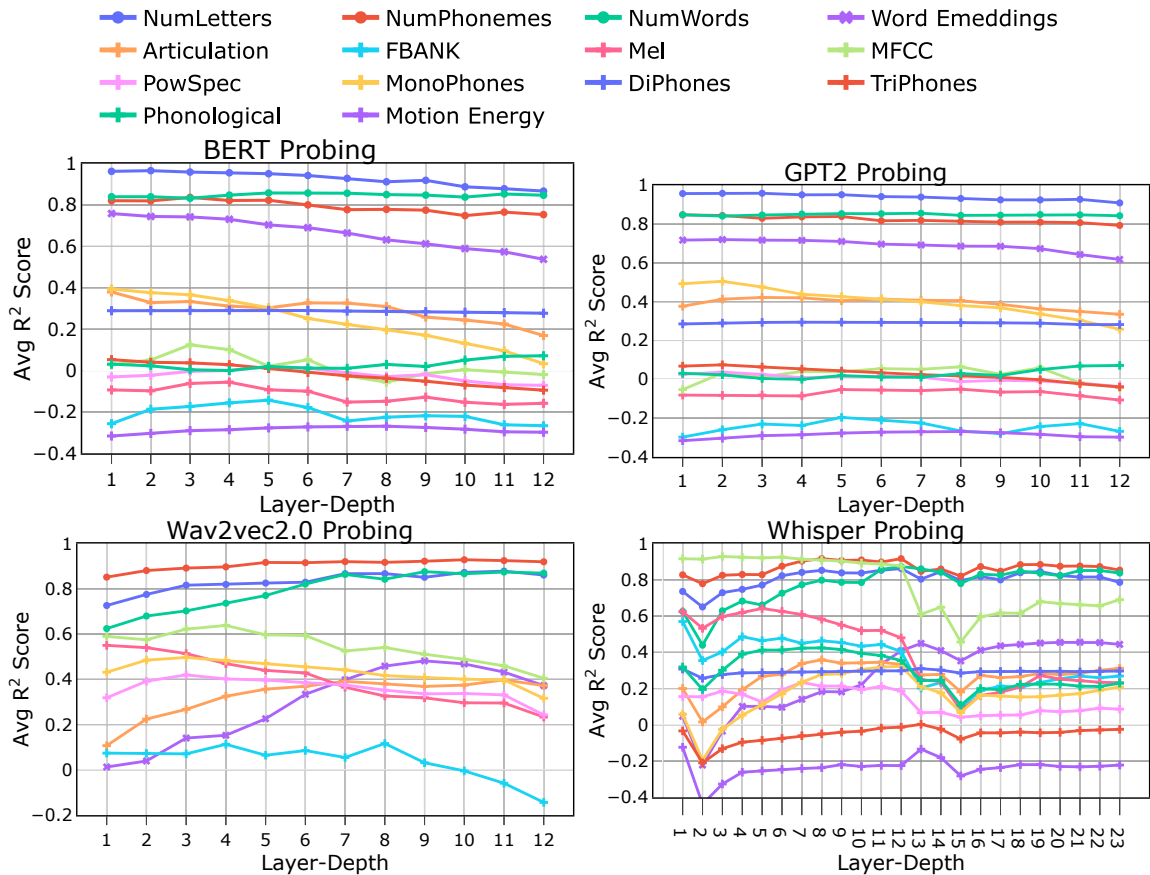 NumLetters NumPhonemes NumWords Word Emeddings
Articulation FBANK Mel MFCC
PowSpec MonoPhones DiPhones TriPhones
Phonological Motion Energy
BERT Probing
1
0.8
0.6
0.4
0.2
0
−0.2
−0.4
Avg R² Score
1 2 3 4 5 6 7 8 9 10 11 12
Layer-Depth
GPT2 Probing
1
0.8
0.6
0.4
0.2
0
−0.2
−0.4
Avg R² Score
1 2 3 4 5 6 7 8 9 10 11 12
Layer-Depth
Wav2vec2.0 Probing
1
0.8
0.6
0.4
0.2
0
−0.2
Avg R² Score
1 2 3 4 5 6 7 8 9 10 11 12
Layer-Depth
Whisper Probing
1
0.8
0.6
0.4
0.2
0
−0.2
−0.4
Avg R² Score
1 2 3 4 5 6 7 8 9 10 11 12 13 14 15 16 17 18 19 20 21 22 23
Layer-Depth